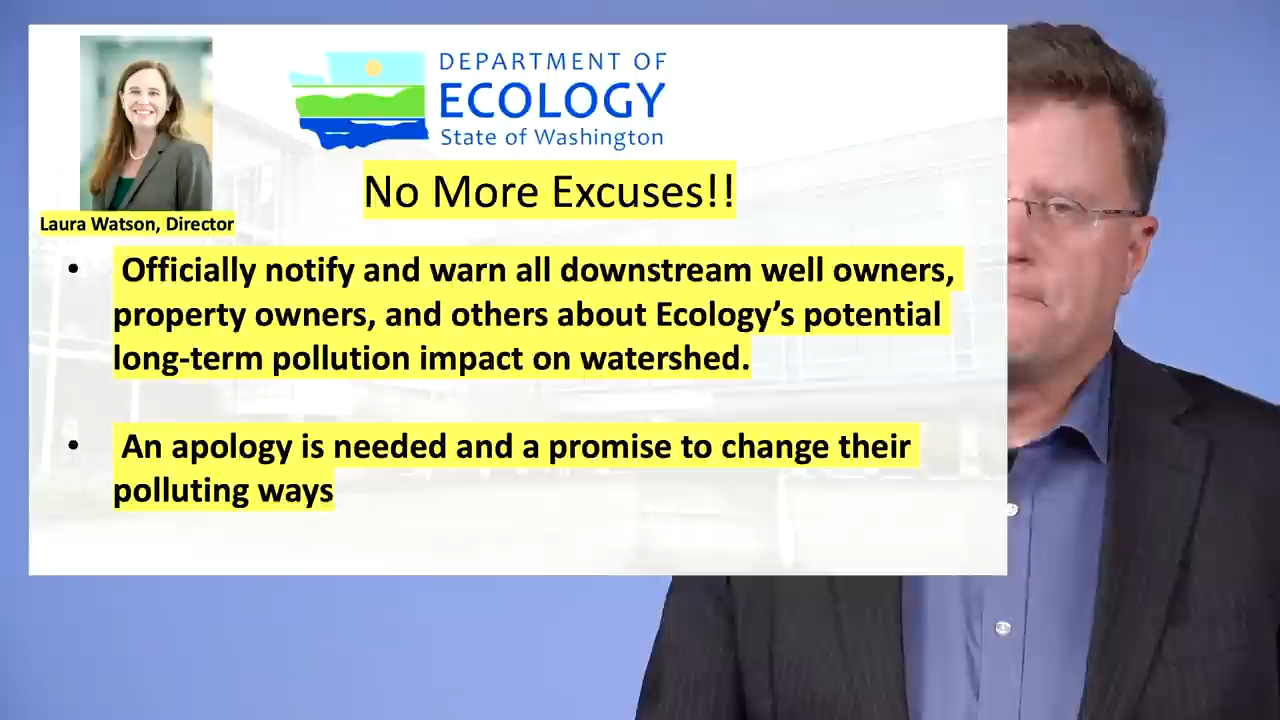 DEPARTMENT OF
ECOLOGY
State of Washington
No More Excuses!!
Laura Watson, Director
• Officially notify and warn all downstream well owners,
property owners, and others about Ecology’s potential
long-term pollution impact on watershed.
• An apology is needed and a promise to change their
polluting ways